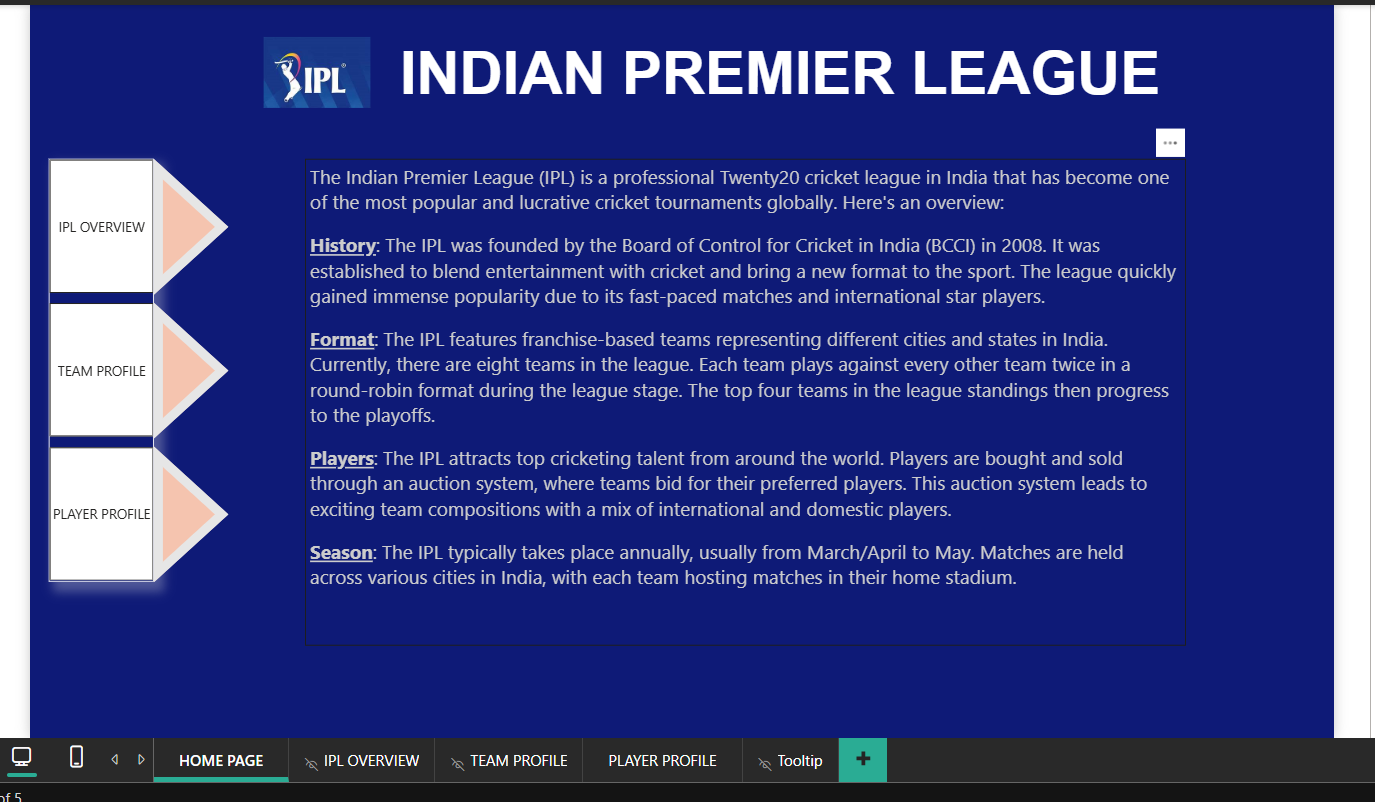 IPL
INDIAN PREMIER LEAGUE
IPL OVERVIEW
TEAM PROFILE
PLAYER PROFILE
The Indian Premier League (IPL) is a professional Twenty20 cricket league in India that has become one
of the most popular and lucrative cricket tournaments globally. Here's an overview:
History: The IPL was founded by the Board of Control for Cricket in India (BCCI) in 2008. It was
established to blend entertainment with cricket and bring a new format to the sport. The league quickly
gained immense popularity due to its fast-paced matches and international star players.
Format: The IPL features franchise-based teams representing different cities and states in India.
Currently, there are eight teams in the league. Each team plays against every other team twice in a
round-robin format during the league stage. The top four teams in the league standings then progress
to the playoffs.
Players: The IPL attracts top cricketing talent from around the world. Players are bought and sold
through an auction system, where teams bid for their preferred players. This auction system leads to
exciting team compositions with a mix of international and domestic players.
Season: The IPL typically takes place annually, usually from March/April to May. Matches are held
across various cities in India, with each team hosting matches in their home stadium.
HOME PAGE
IPL OVERVIEW
TEAM PROFILE
PLAYER PROFILE
Tooltip
of 5